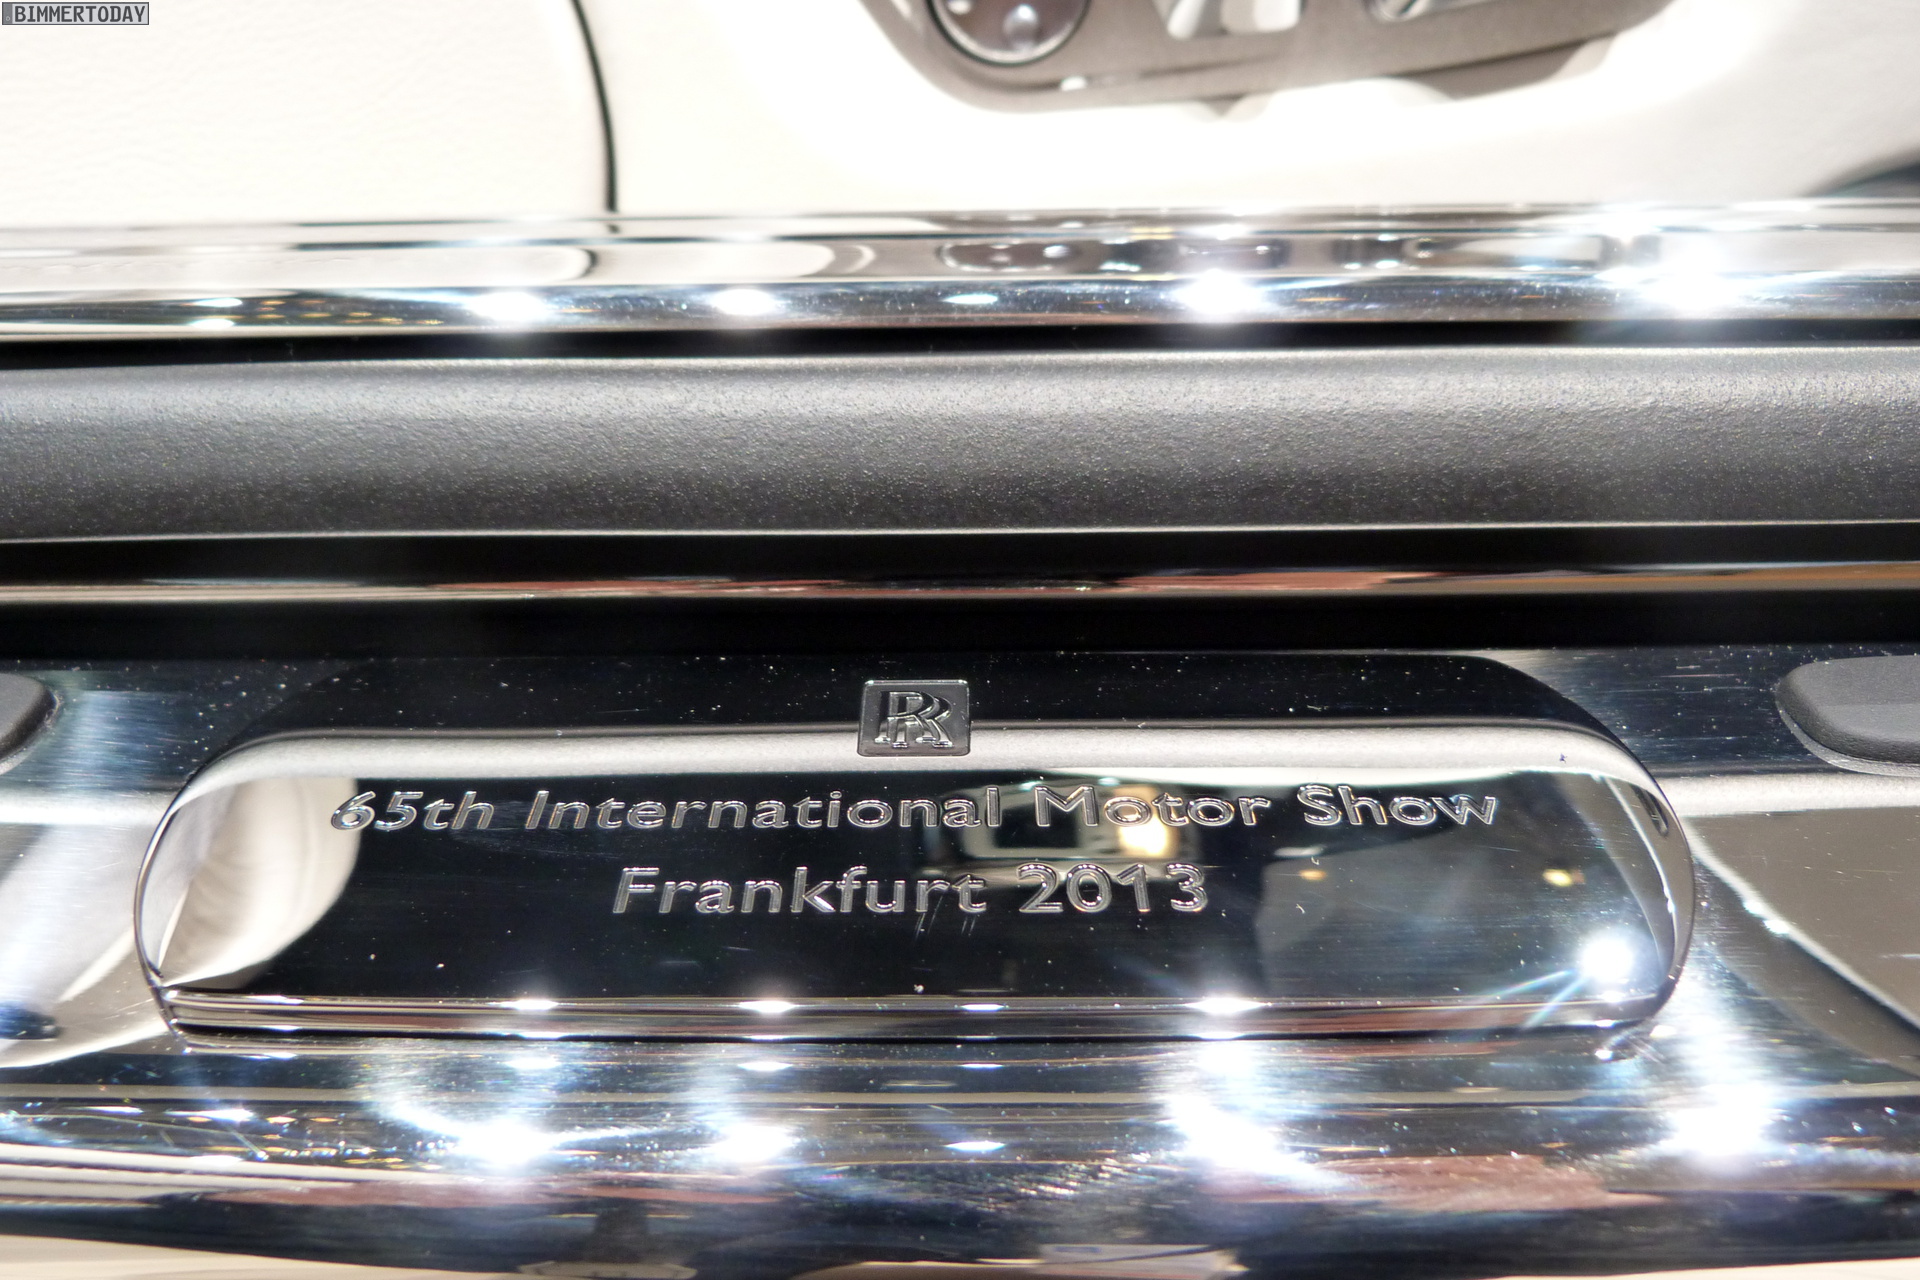 BIMMERTODAY
RR
65th International Motor Show
Frankfurt 2013